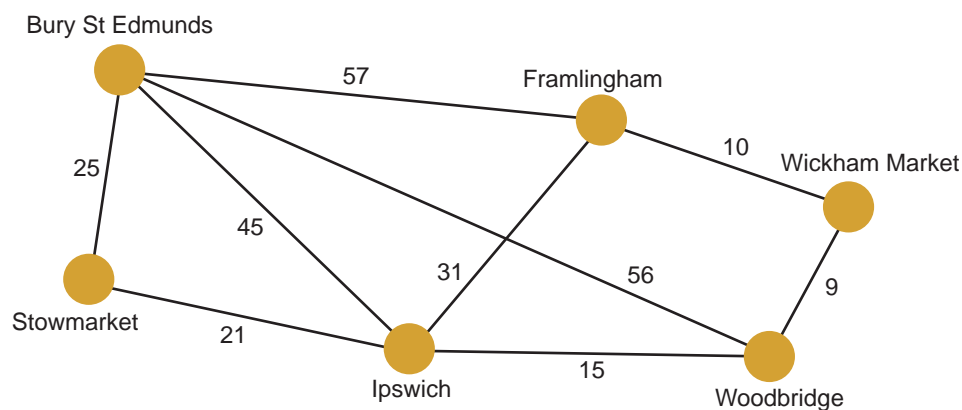 Bury St Edmunds
57
Framlingham
10
Wickham Market
25
45
31
56
9
Stowmarket
21
15
Ipswich
Woodbridge